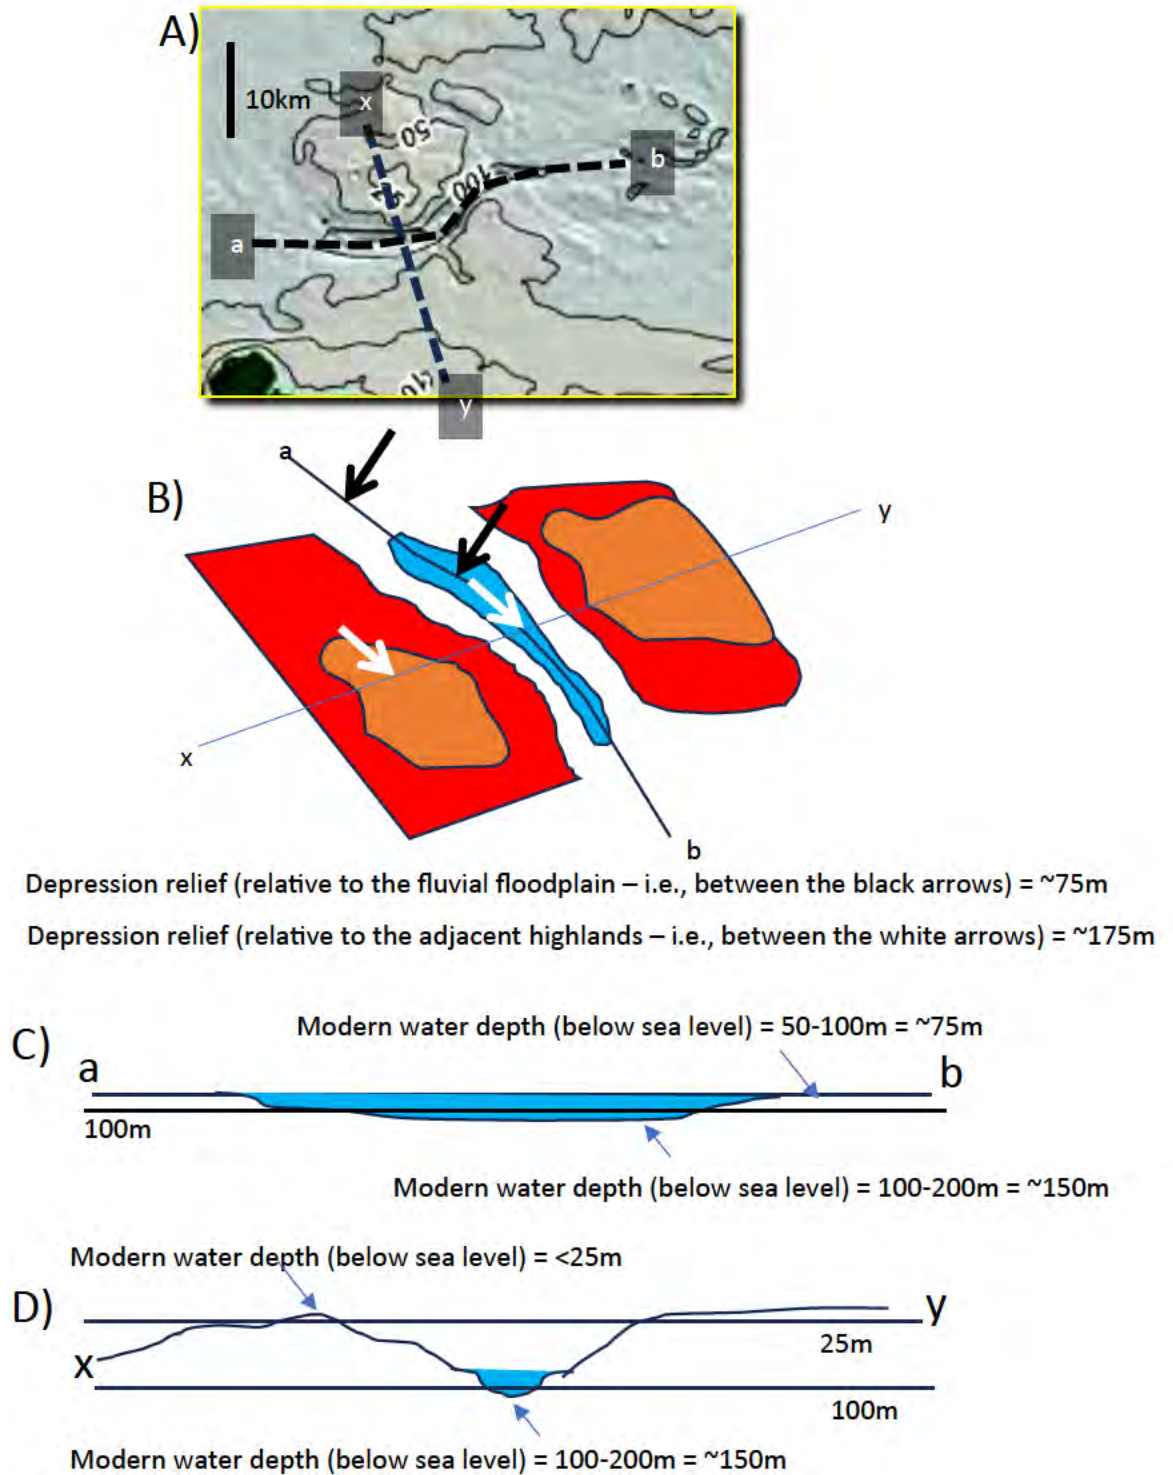 A)
10km
x
50
25
100
b
a
10
y
a
B)
y
x
b
Depression relief (relative to the fluvial floodplain – i.e., between the black arrows) = ~75m
Depression relief (relative to the adjacent highlands – i.e., between the white arrows) = ~175m
Modern water depth (below sea level) = 50-100m = ~75m
C)
a
b
100m
Modern water depth (below sea level) = 100-200m = ~150m
Modern water depth (below sea level) = <25m
D)
y
25m
x
100m
Modern water depth (below sea level) = 100-200m = ~150m